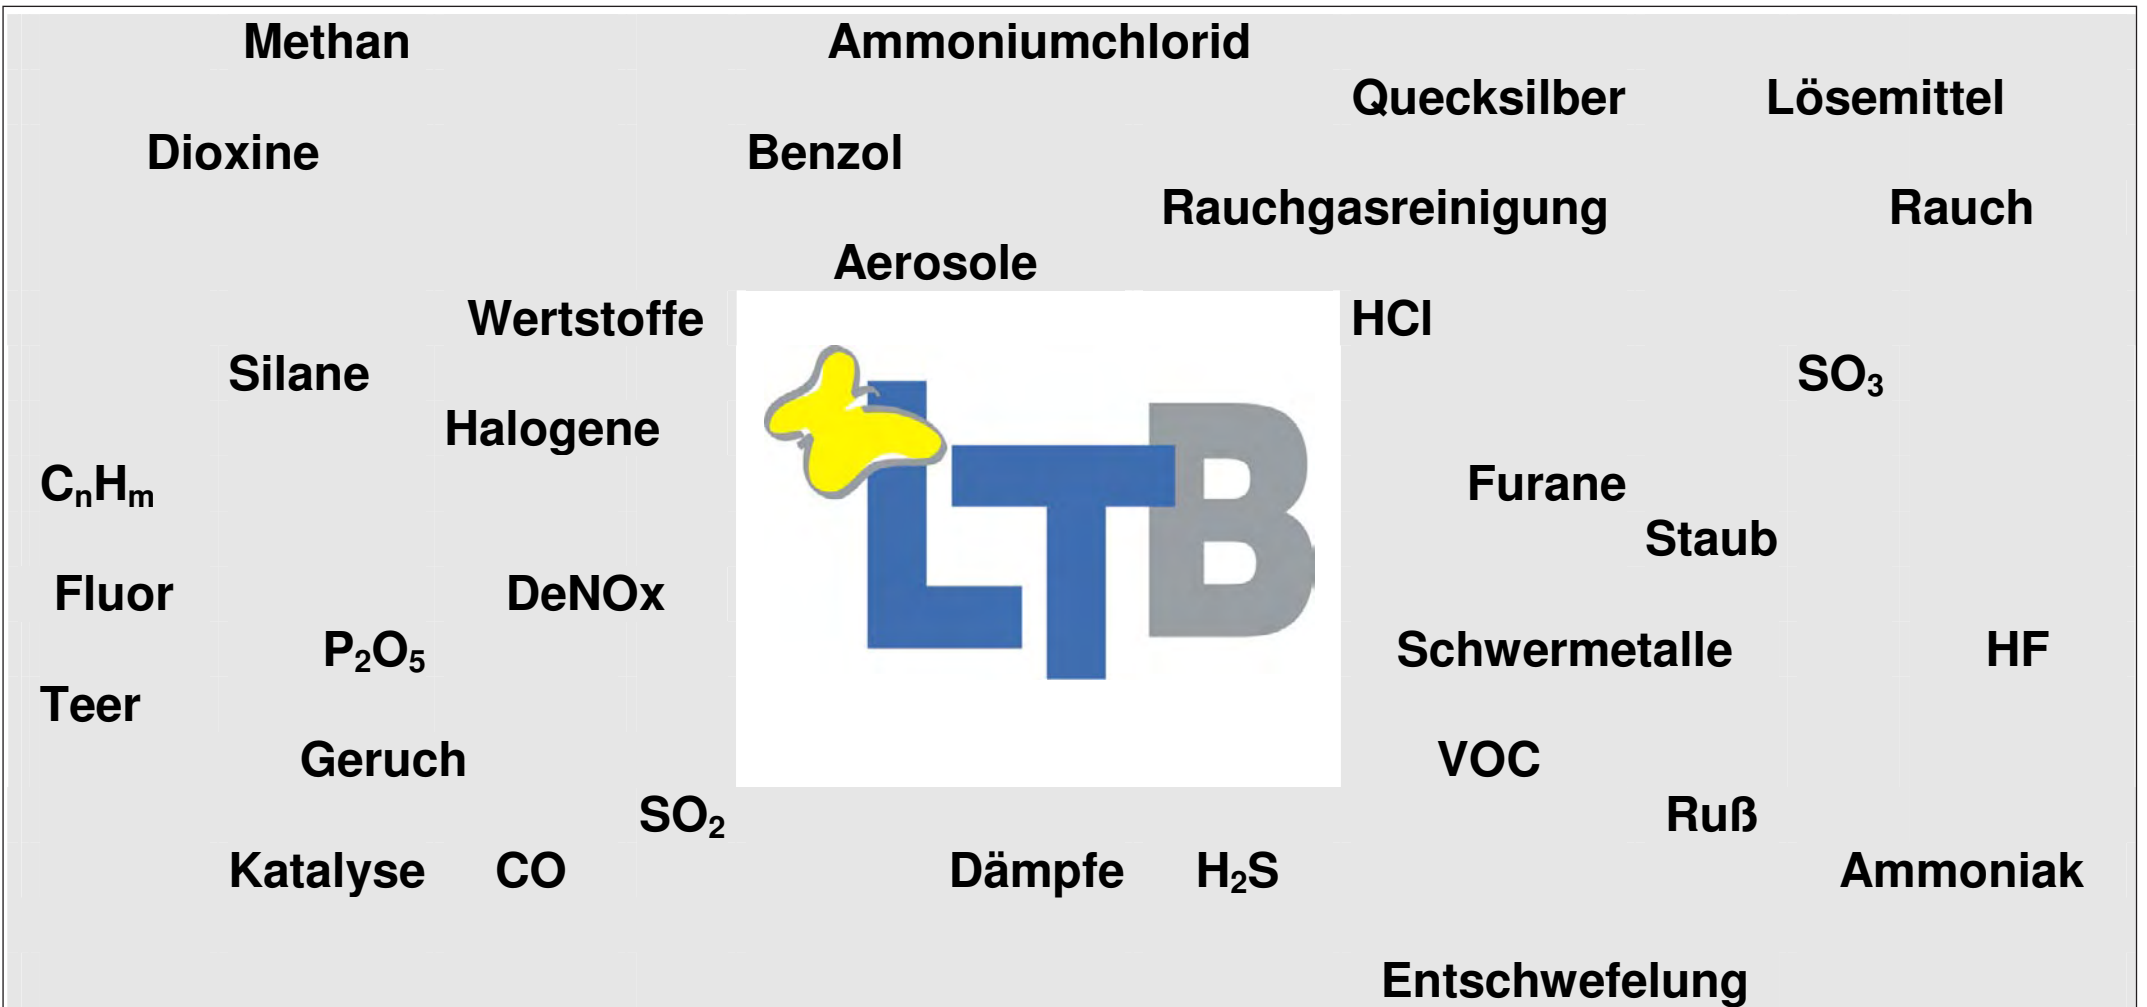 Methan Ammoniumchlorid
Quecksilber Lösemittel
Dioxine Benzol
Rauchgasreinigung Rauch
Aerosole
Wertstoffe HCl
Silane SO₃
Halogene
LTB
CₙHₘ Furane
Staub
Fluor DeNOx
P₂O₅ Schwermetalle HF
Teer
Geruch VOC
SO₂ Ruß
Katalyse CO Dämpfe H₂S Ammoniak
Entschwefelung